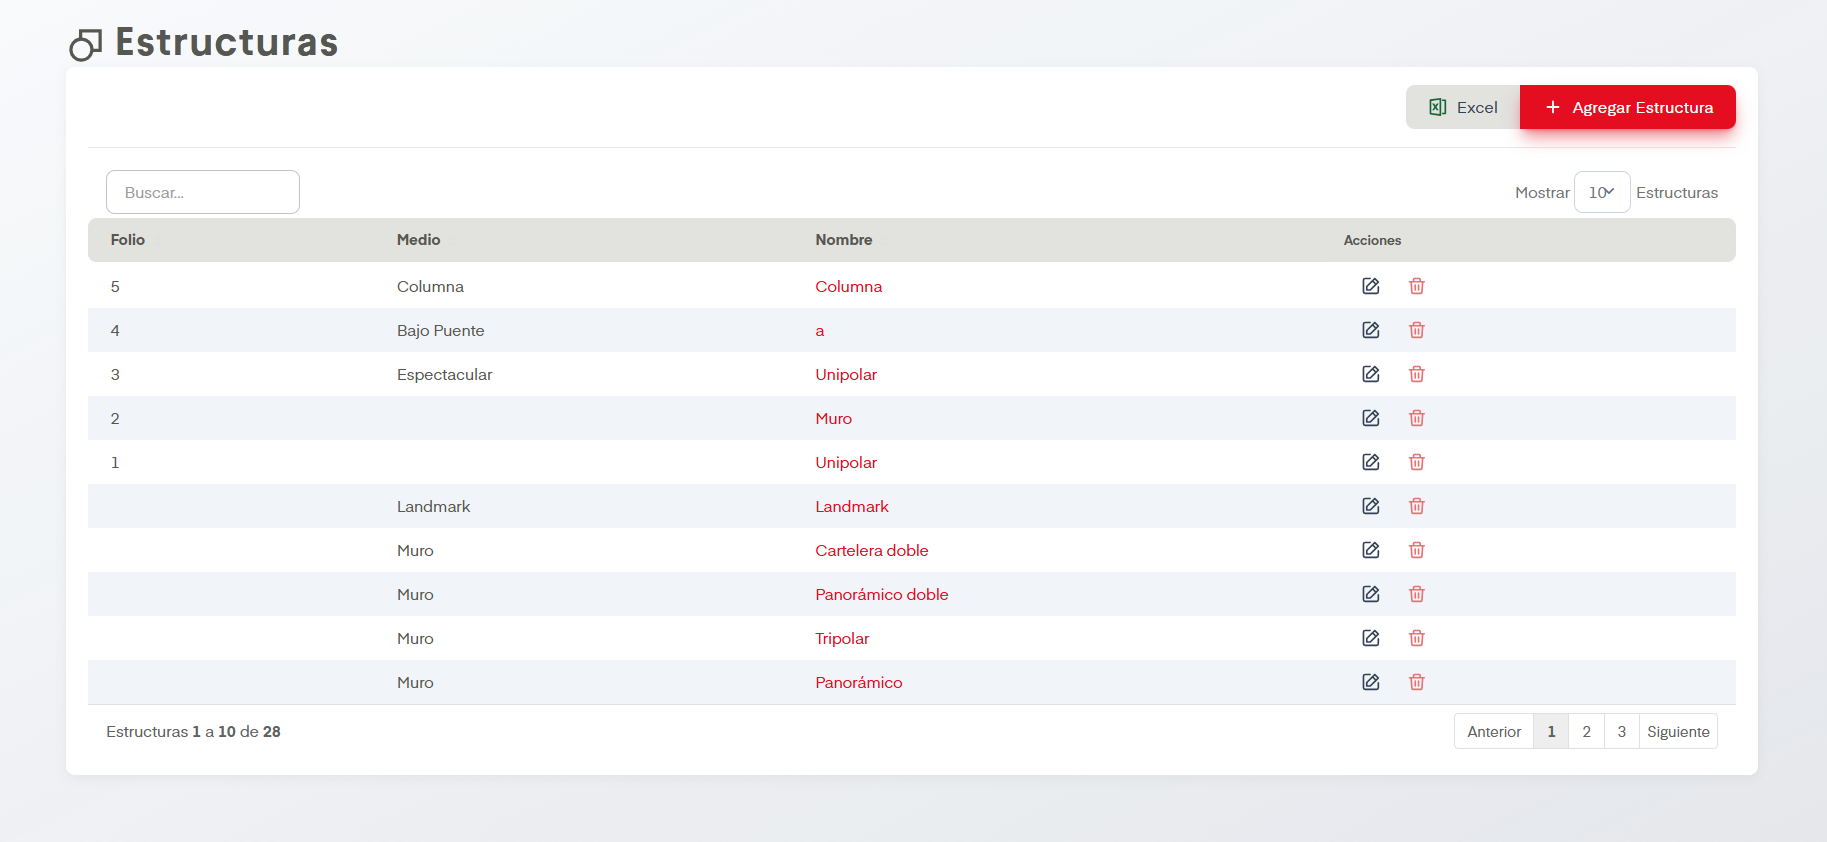 Estructuras
Excel
Agregar Estructura
Buscar...
Mostrar 10 Estructuras
Folio Medio Nombre Acciones
5 Columna Columna
4 Bajo Puente a
3 Espectacular Unipolar
2 Muro
1 Unipolar
Landmark Landmark
Muro Cartelera doble
Muro Panorámico doble
Muro Tripolar
Muro Panorámico
Estructuras 1 a 10 de 28
Anterior 1 2 3 Siguiente